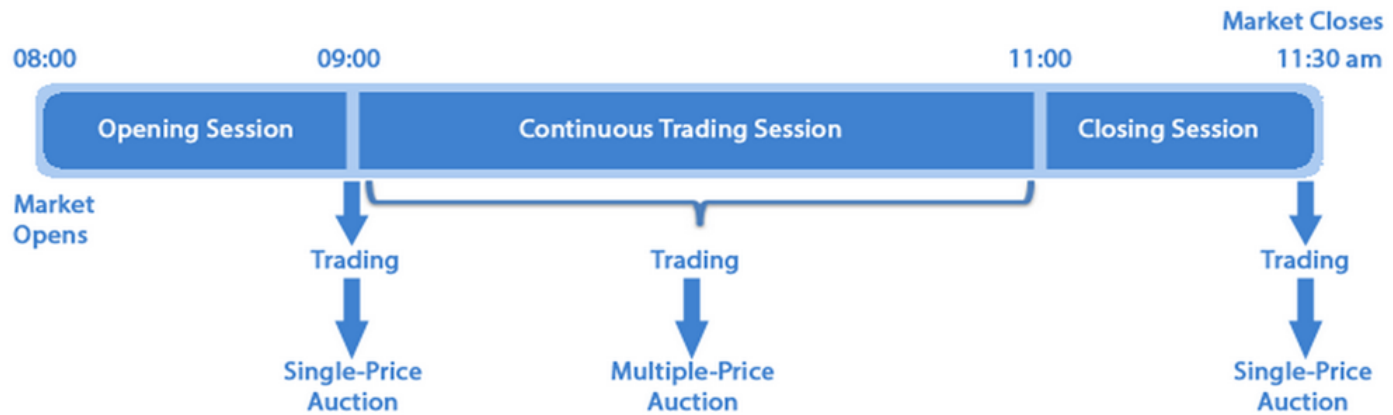 Market Closes
08:00 09:00 11:00 11:30 am
Opening Session Continuous Trading Session Closing Session
Market
Opens
Trading Trading Trading
Single-Price Multiple-Price Single-Price
Auction Auction Auction